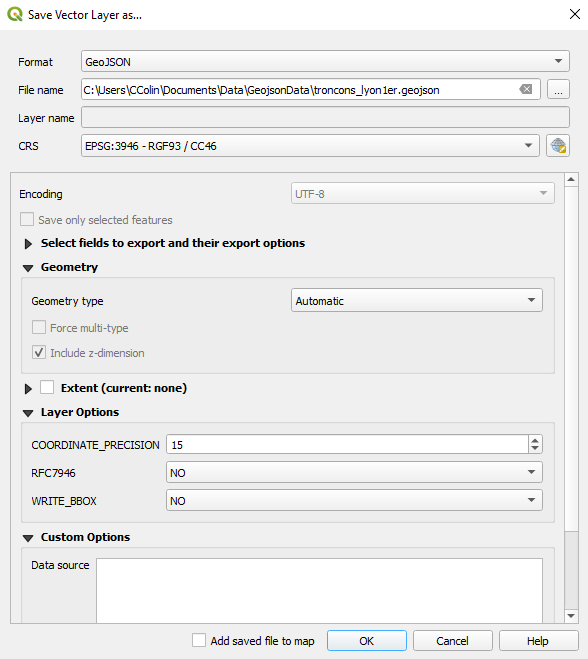 Save Vector Layer as...
Format GeoJSON
File name C:\Users\CColin\Documents\Data\GeojsonData\troncons_lyon1er.geojson ...
Layer name
CRS EPSG:3946 - RGF93 / CC46
Encoding UTF-8
Save only selected features
Select fields to export and their export options
Geometry
Geometry type Automatic
Force multi-type
Include z-dimension
Extent (current: none)
Layer Options
COORDINATE_PRECISION 15
RFC7946 NO
WRITE_BBOX NO
Custom Options
Data source
Add saved file to map OK Cancel Help